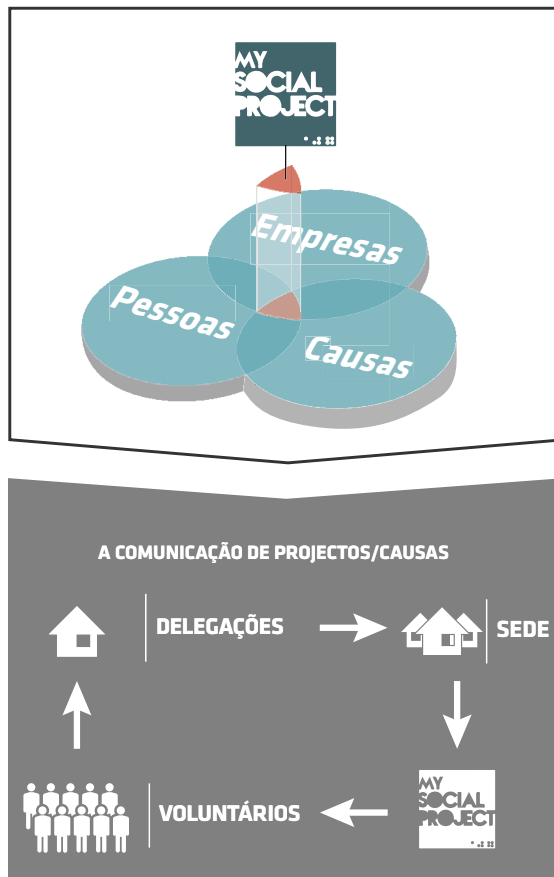 MY
SOCIAL
PROJECT
Empresas
Pessoas
Causas
A COMUNICAÇÃO DE PROJECTOS/CAUSAS
DELEGAÇÕES
SEDE
VOLUNTÁRIOS
MY
SOCIAL
PROJECT